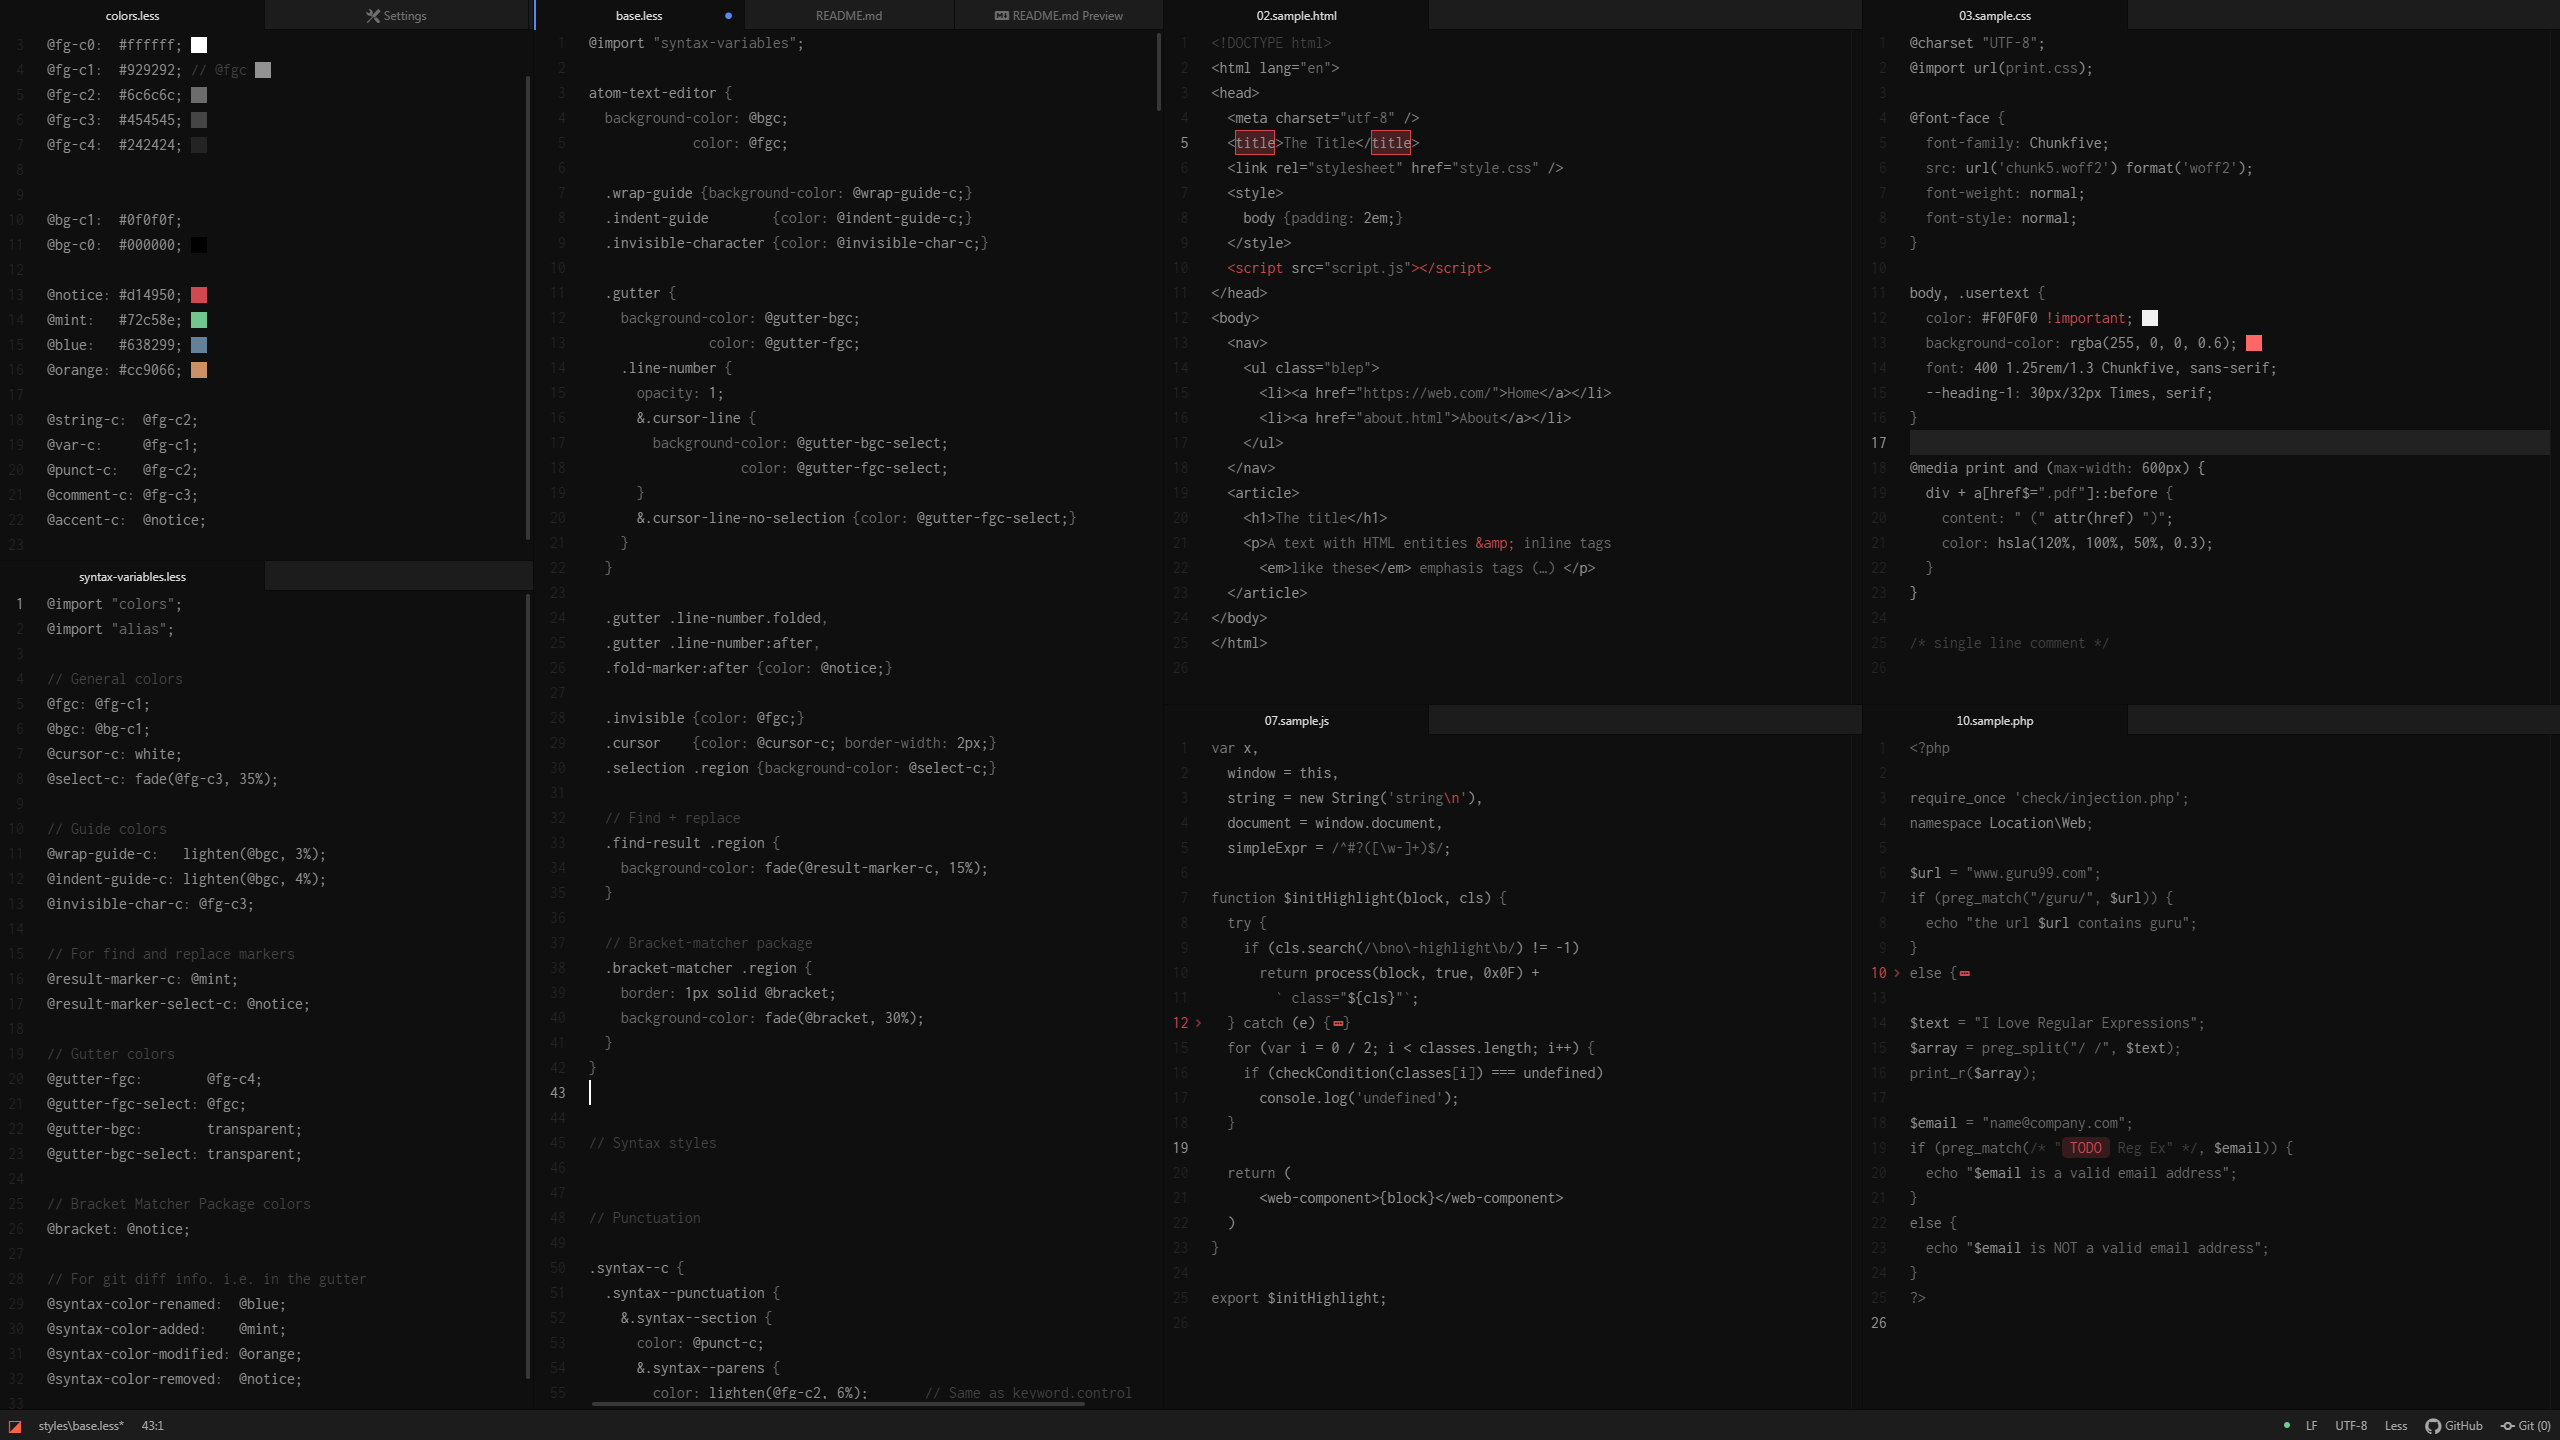 colors.less
Settings
3 @fg-c0:  #ffffff;
4 @fg-c1:  #929292; // @fgc
5 @fg-c2:  #6c6c6c;
6 @fg-c3:  #454545;
7 @fg-c4:  #242424;
8
9
10 @bg-c1:  #0f0f0f;
11 @bg-c0:  #000000;
12
13 @notice: #d14950;
14 @mint:   #72c58e;
15 @blue:   #638299;
16 @orange: #cc9066;
17
18 @string-c:  @fg-c2;
19 @var-c:     @fg-c1;
20 @punct-c:   @fg-c2;
21 @comment-c: @fg-c3;
22 @accent-c:  @notice;
23
syntax-variables.less
1 @import "colors";
2 @import "alias";
3
4 // General colors
5 @fgc: @fg-c1;
6 @bgc: @bg-c1;
7 @cursor-c: white;
8 @select-c: fade(@fg-c3, 35%);
9
10 // Guide colors
11 @wrap-guide-c:   lighten(@bgc, 3%);
12 @indent-guide-c: lighten(@bgc, 4%);
13 @invisible-char-c: @fg-c3;
14
15 // For find and replace markers
16 @result-marker-c: @mint;
17 @result-marker-select-c: @notice;
18
19 // Gutter colors
20 @gutter-fgc:        @fg-c4;
21 @gutter-fgc-select: @fgc;
22 @gutter-bgc:        transparent;
23 @gutter-bgc-select: transparent;
24
25 // Bracket Matcher Package colors
26 @bracket: @notice;
27
28 // For git diff info. i.e. in the gutter
29 @syntax-color-renamed:  @blue;
30 @syntax-color-added:    @mint;
31 @syntax-color-modified: @orange;
32 @syntax-color-removed:  @notice;
33
base.less
README.md
README.md Preview
1 @import "syntax-variables";
2
3 atom-text-editor {
4   background-color: @bgc;
5              color: @fgc;
6
7   .wrap-guide {background-color: @wrap-guide-c;}
8   .indent-guide        {color: @indent-guide-c;}
9   .invisible-character {color: @invisible-char-c;}
10
11   .gutter {
12     background-color: @gutter-bgc;
13                color: @gutter-fgc;
14     .line-number {
15       opacity: 1;
16       &.cursor-line {
17         background-color: @gutter-bgc-select;
18                    color: @gutter-fgc-select;
19       }
20       &.cursor-line-no-selection {color: @gutter-fgc-select;}
21     }
22   }
23
24   .gutter .line-number.folded,
25   .gutter .line-number:after,
26   .fold-marker:after {color: @notice;}
27
28   .invisible {color: @fgc;}
29   .cursor    {color: @cursor-c; border-width: 2px;}
30   .selection .region {background-color: @select-c;}
31
32   // Find + replace
33   .find-result .region {
34     background-color: fade(@result-marker-c, 15%);
35   }
36
37   // Bracket-matcher package
38   .bracket-matcher .region {
39     border: 1px solid @bracket;
40     background-color: fade(@bracket, 30%);
41   }
42 }
43
44
45 // Syntax styles
46
47
48 // Punctuation
49
50 .syntax--c {
51   .syntax--punctuation {
52     &.syntax--section {
53       color: @punct-c;
54       &.syntax--parens {
55         color: lighten(@fg-c2, 6%);       // Same as keyword.control
02.sample.html
1 <!DOCTYPE html>
2 <html lang="en">
3 <head>
4   <meta charset="utf-8" />
5   <title>The Title</title>
6   <link rel="stylesheet" href="style.css" />
7   <style>
8     body {padding: 2em;}
9   </style>
10   <script src="script.js"></script>
11 </head>
12 <body>
13   <nav>
14     <ul class="blep">
15       <li><a href="https://web.com/">Home</a></li>
16       <li><a href="about.html">About</a></li>
17     </ul>
18   </nav>
19   <article>
20     <h1>The title</h1>
21     <p>A text with HTML entities &amp; inline tags
22       <em>like these</em> emphasis tags (…) </p>
23   </article>
24 </body>
25 </html>
26
07.sample.js
1 var x,
2   window = this,
3   string = new String('string\n'),
4   document = window.document,
5   simpleExpr = /^#?([\w-]+)$/;
6
7 function $initHighlight(block, cls) {
8   try {
9     if (cls.search(/\bno\-highlight\b/) != -1)
10       return process(block, true, 0x0F) +
11         ` class="${cls}"`;
12   } catch (e) {…}
15   for (var i = 0 / 2; i < classes.length; i++) {
16     if (checkCondition(classes[i]) === undefined)
17       console.log('undefined');
18   }
19
20   return (
21       <web-component>{block}</web-component>
22   )
23 }
24
25 export $initHighlight;
26
03.sample.css
1 @charset "UTF-8";
2 @import url(print.css);
3
4 @font-face {
5   font-family: Chunkfive;
6   src: url('chunk5.woff2') format('woff2');
7   font-weight: normal;
8   font-style: normal;
9 }
10
11 body, .usertext {
12   color: #F0F0F0 !important;
13   background-color: rgba(255, 0, 0, 0.6);
14   font: 400 1.25rem/1.3 Chunkfive, sans-serif;
15   --heading-1: 30px/32px Times, serif;
16 }
17
18 @media print and (max-width: 600px) {
19   div + a[href$=".pdf"]::before {
20     content: " (" attr(href) ")";
21     color: hsla(120%, 100%, 50%, 0.3);
22   }
23 }
24
25 /* single line comment */
26
10.sample.php
1 <?php
2
3 require_once 'check/injection.php';
4 namespace Location\Web;
5
6 $url = "www.guru99.com";
7 if (preg_match("/guru/", $url)) {
8   echo "the url $url contains guru";
9 }
10 else {…
13
14 $text = "I Love Regular Expressions";
15 $array = preg_split("/ /", $text);
16 print_r($array);
17
18 $email = "name@company.com";
19 if (preg_match(/* " TODO Reg Ex" */, $email)) {
20   echo "$email is a valid email address";
21 }
22 else {
23   echo "$email is NOT a valid email address";
24 }
25 ?>
26
styles\base.less*
43:1
LF
UTF-8
Less
GitHub
Git (0)